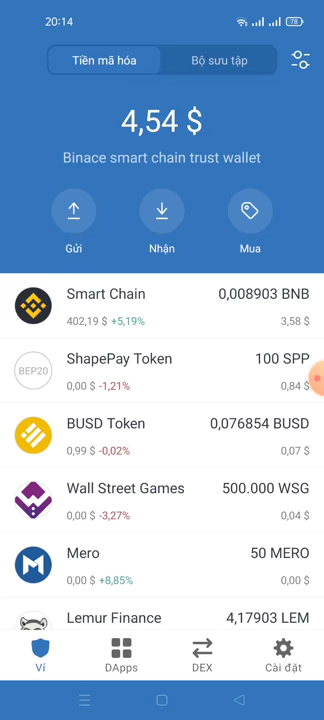 20:14
78
Tiền mã hóa
Bộ sưu tập
4,54 $
Binace smart chain trust wallet
Gửi
Nhận
Mua
Smart Chain 0,008903 BNB
402,19 $ +5,19% 3,58 $
BEP20
ShapePay Token 100 SPP
0,00 $ -1,21% 0,84 $
BUSD Token 0,076854 BUSD
0,99 $ -0,02% 0,07 $
Wall Street Games 500.000 WSG
0,00 $ -3,27% 0,04 $
Mero 50 MERO
0,00 $ +8,85% 0,00 $
Lemur Finance 4,17903 LEM
Ví
DApps
DEX
Cài đặt